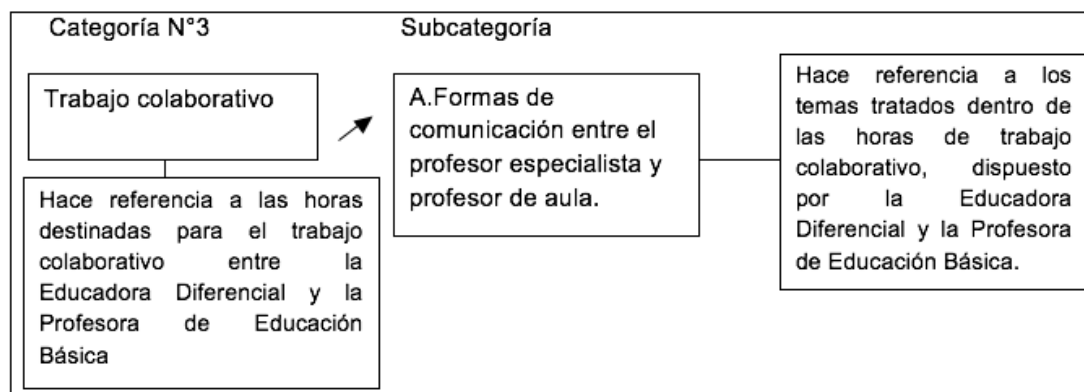 Categoría N°3
Subcategoría
Trabajo colaborativo
Hace referencia a las horas
destinadas para el trabajo
colaborativo entre la
Educadora Diferencial y la
Profesora de Educación
Básica
A.Formas de
comunicación entre el
profesor especialista y
profesor de aula.
Hace referencia a los
temas tratados dentro de
las horas de trabajo
colaborativo, dispuesto
por la Educadora
Diferencial y la Profesora
de Educación Básica.